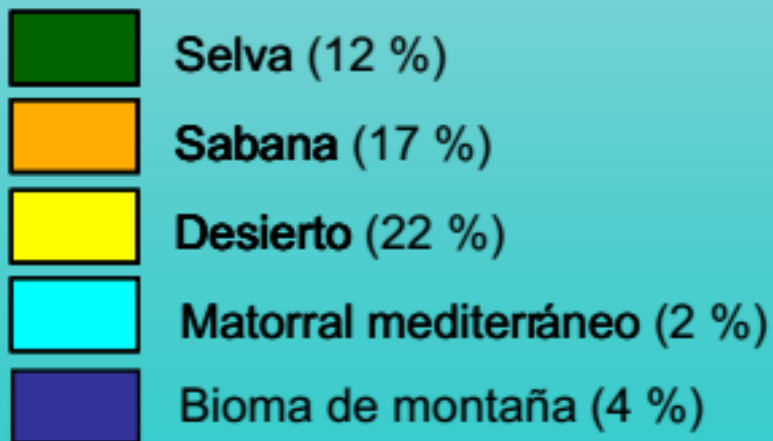 Selva (12 %)
Sabana (17 %)
Desierto (22 %)
Matorral mediterráneo (2 %)
Bioma de montaña (4 %)